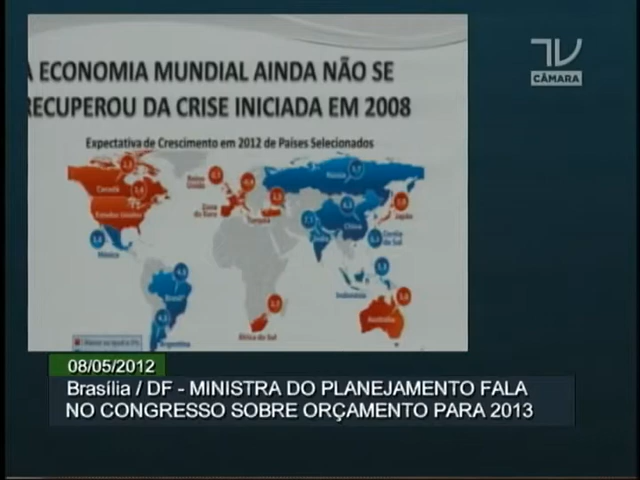 TV
CÂMARA
A ECONOMIA MUNDIAL AINDA NÃO SE
RECUPEROU DA CRISE INICIADA EM 2008
Expectativa de Crescimento em 2012 de Países Selecionados
Canadá
Estados Unidos
México
Brasil
Argentina
Reino
Unido
Zona
do Euro
Turquia
África do Sul
Rússia
China
Índia
Japão
Coreia
do Sul
Indonésia
Austrália
08/05/2012
Brasília / DF - MINISTRA DO PLANEJAMENTO FALA
NO CONGRESSO SOBRE ORÇAMENTO PARA 2013